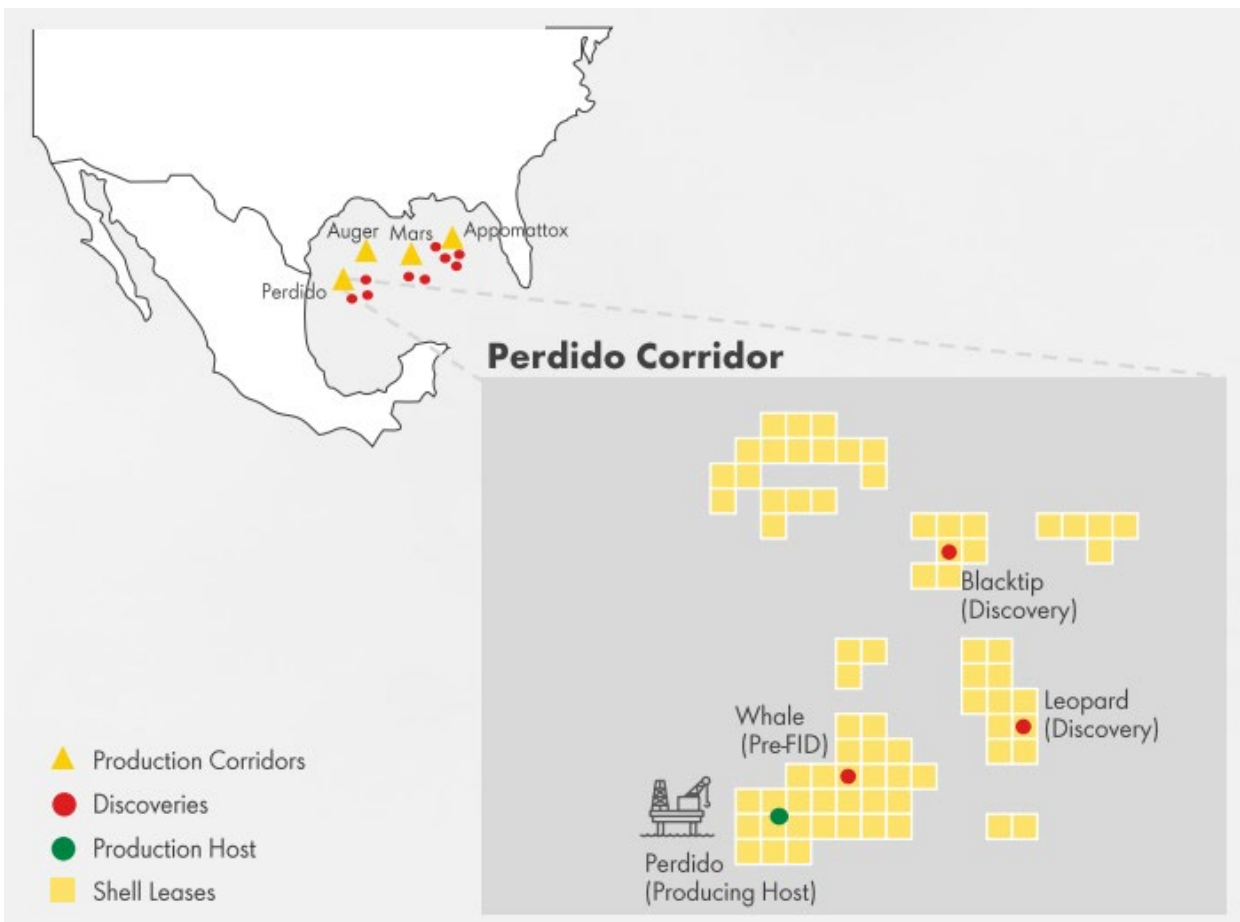 Auger
Mars
Appomattox
Perdido
Perdido Corridor
Blacktip
(Discovery)
Leopard
(Discovery)
Whale
(Pre-FID)
Perdido
(Producing Host)
Production Corridors
Discoveries
Production Host
Shell Leases